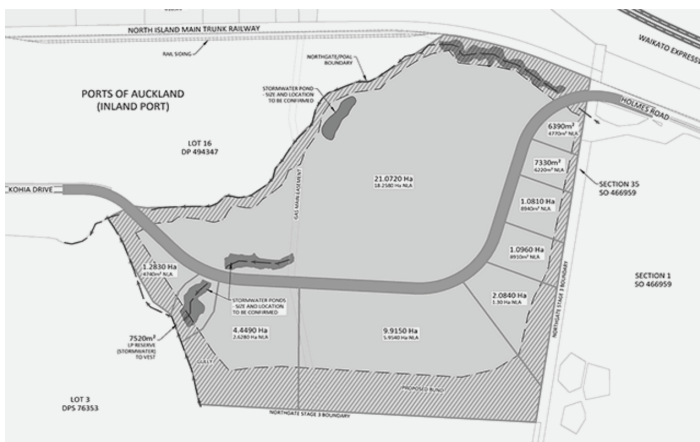 NORTH ISLAND MAIN TRUNK RAILWAY
RAIL SIDING
WAIKATO EXPRESSW
PORTS OF AUCKLAND
(INLAND PORT)
NORTHGATE/POAL
BOUNDARY
STORMWATER POND
- SIZE AND LOCATION
TO BE CONFIRMED
HOLMES ROAD
LOT 16
DP 494347
6390m²
4770m² NLA
7330m²
6220m² NLA
21.0720 Ha
18.2580 Ha NLA
SECTION 35
SO 466959
KOHIA DRIVE
GAS MAIN EASEMENT
1.0810 Ha
8940m² NLA
1.0960 Ha
8910m² NLA
1.2830 Ha
4740m² NLA
SECTION 1
SO 466959
2.0840 Ha
1.30 Ha NLA
STORMWATER PONDS
- SIZE AND LOCATION
TO BE CONFIRMED
NORTHGATE STAGE 3 BOUNDARY
7520m²
LP RESERVE
(STORMWATER)
TO VEST
4.4490 Ha
2.6280 Ha NLA
9.9150 Ha
5.9140 Ha NLA
GULLY
PROPOSED BUND
LOT 3
DPS 76353
NORTHGATE STAGE 3 BOUNDARY